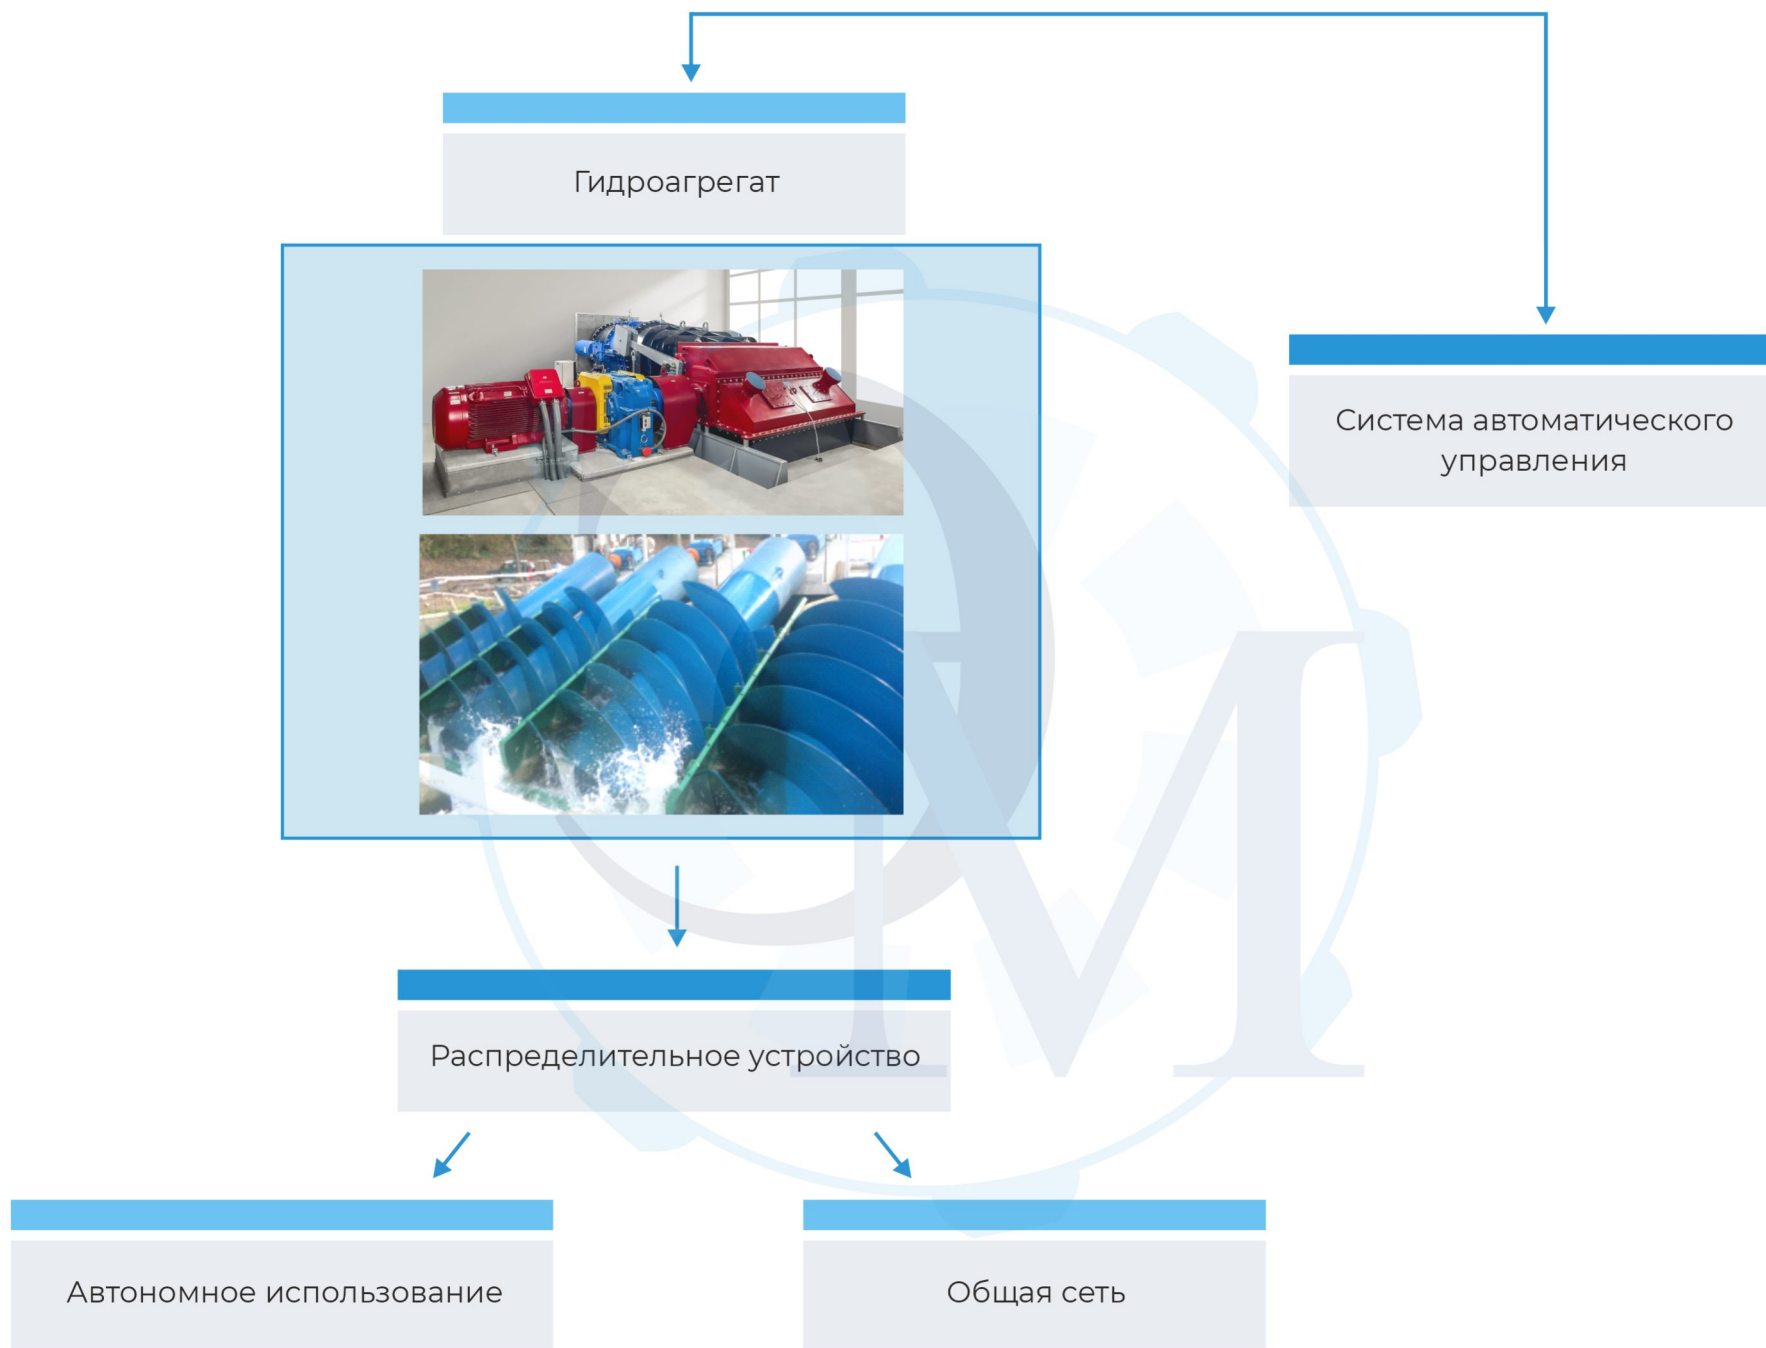 Гидроагрегат
Система автоматического
управления
Распределительное устройство
Автономное использование
Общая сеть